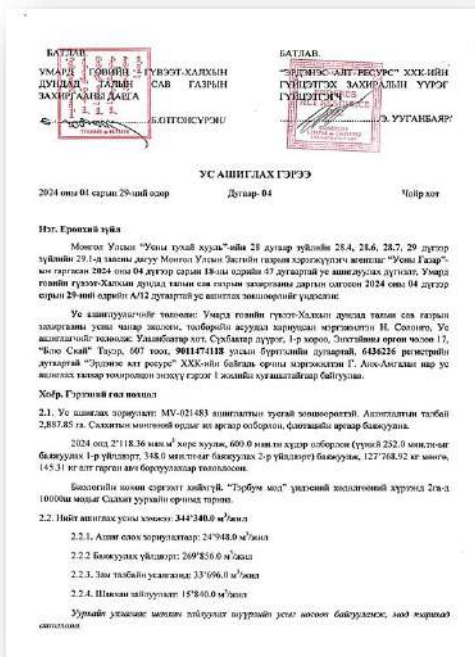 БАТЛАВ.
УМАРД ГОВИЙН ГҮВЭЭТ-ХАЛХЫН
ДУНДАД ТАЛЫН САВ ГАЗРЫН
ЗАХИРГААНЫ ДАРГА
Б.ОТГОНСҮРЭН/
БАТЛАВ.
"ЭРДЭНЭС АЛТ РЕСУРС" ХХК-ИЙН
ГҮЙЦЭТГЭХ ЗАХИРАЛЫН ҮҮРЭГ
ГҮЙЦЭТГЭГЧ
Э. УУГАНБАЯР/
УС АШИГЛАХ ГЭРЭЭ
2024 оны 04 сарын 29-ний өдөр Дугаар- 04 Чойр хот
Нэг. Ерөнхий зүйл
Монгол Улсын "Усны тухай хууль"-ийн 28 дугаар зүйлийн 28.4, 28.6, 28.7, 29 дүгээр
зүйлийн 29.1-д заасны дагуу Монгол Улсын Засгийн газрын хэрэгжүүлэгч агентлаг "Усны Газар"-
ын гаргасан 2024 оны 04 дүгээр сарын 18-ны өдрийн 47 дугаартай ус ашиглуулах дүгнэлт, Умард
говийн гүвээт-Халхын дундад талын сав газрын захиргааны даргын олгосон 2024 оны 04 дүгээр
сарын 29-ний өдрийн А/12 дугаартай ус ашиглах зөвшөөрлийг үндэслэн:
Ус ашиглуулагчийг төлөөлж: Умард говийн гүвээт-Халхын дундад талын сав газрын
захиргааны усны чанар экологи, төлбөрийн асуудал хариуцсан мэргэжилтэн Н. Солонго, Ус
ашиглагчийг төлөөлж: Улаанбаатар хот, Сүхбаатар дүүрэг, 1-р хороо, Энхтайвны өргөн чөлөө 17,
"Блю Скай" Тауэр, 607 тоот, 9011474118 улсын бүртгэлийн дугаартай, 6436226 регистрийн
дугаартай "Эрдэнэс алт ресурс" ХХК-ийн байгаль орчны мэргэжилтэн Г. Анх-Амгалан нар ус
ашиглах талаар тохиролцон энэхүү гэрээг 1 жилийн хугацаатайгаар байгуулав.
Хоёр. Гэрээний гол нөхцөл
2.1. Ус ашиглах зориулалт: MV-021483 ашиглалтын тусгай зөвшөөрөлтэй. Ашиглалтын талбай
2,887.85 га. Салхитын мөнгөний ордыг ил аргаар олборлон, флотацийн аргаар баяжуулна.
2024 онд 2'118.36 мян.м³ хөрс хуулж, 600.0 мян.тн хүдэр олборлон (үүний 252.0 мян.тн-ыг
баяжуулах 1-р үйлдвэрт, 348.0 мян.тн-ыг баяжуулах 2-р үйлдвэрт) баяжуулж, 127'768.92 кг мөнгө,
145.31 кг алт гарган авч борлуулахаар төлөвлөсөн.
Биологийн нөхөн сэргээлт хийхгүй. "Тэрбум мод" үндэсний хөдөлгөөний хүрээнд 2га-д
10000ш модыг Салхит уурхайн орчимд тарина.
2.2. Нийт ашиглах усны хэмжээ: 344'340.0 м³/жил
2.2.1. Ашиг олох зориулалтаар: 24'948.0 м³/жил
2.2.2 Баяжуулах үйлдвэрт: 269'856.0 м³/жил
2.2.3. Зам талбайн усалгаанд: 33'696.0 м³/жил
2.2.4. Шавхан зайлуулалт: 15'840.0 м³/жил
Уурхайн ухашаас шавхан зайлуулах шүүрлийн усыг ногоон байгууламж, мод тарихад
ашиглана